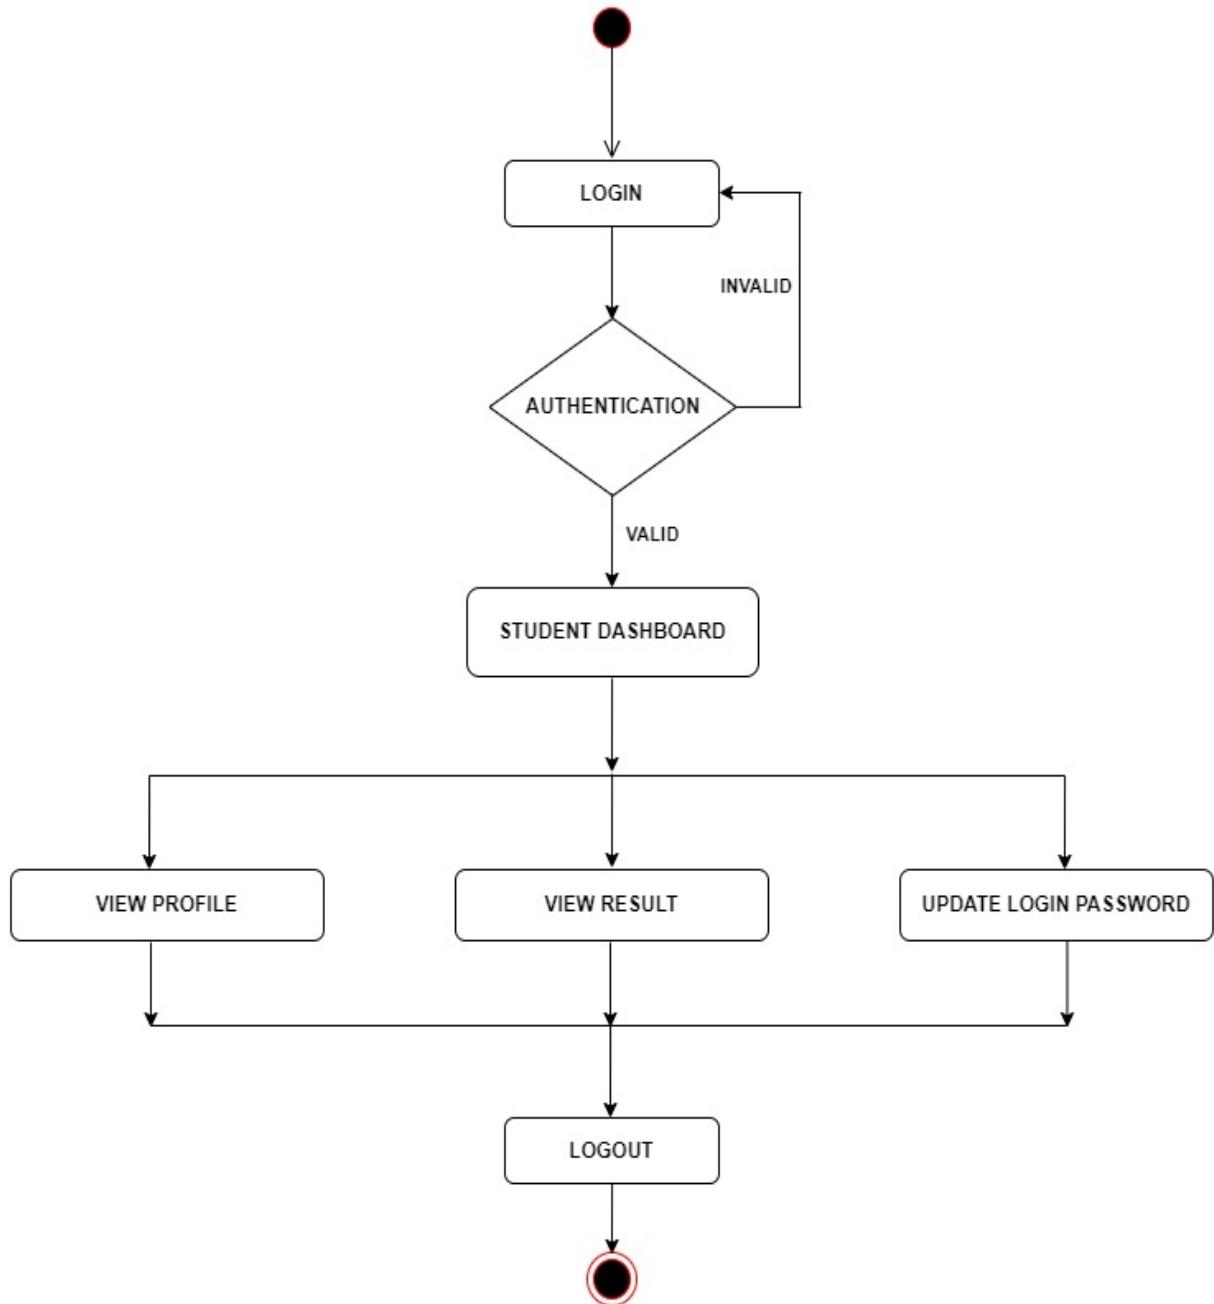 LOGIN
INVALID
AUTHENTICATION
VALID
STUDENT DASHBOARD
VIEW PROFILE
VIEW RESULT
UPDATE LOGIN PASSWORD
LOGOUT